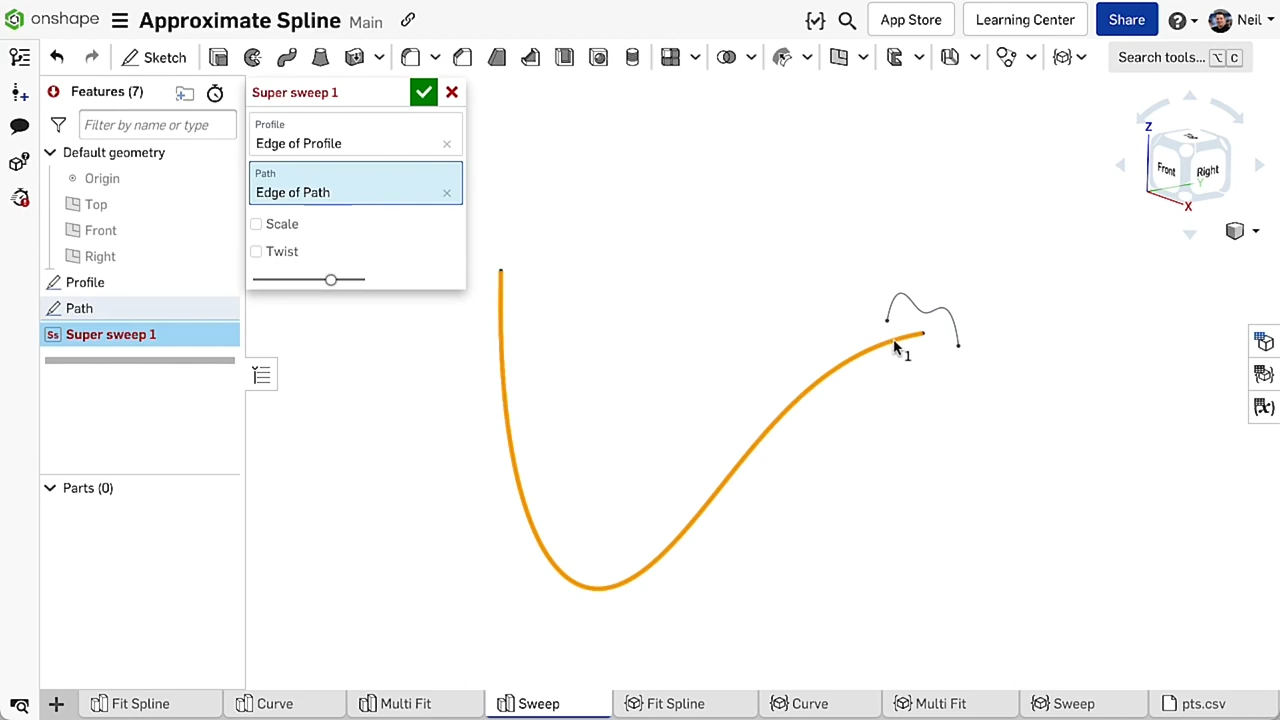 onshape
Approximate Spline Main
App Store
Learning Center
Share
Neil
Sketch
Search tools... ⌥ C
Features (7)
Filter by name or type
Default geometry
Origin
Top
Front
Right
Profile
Path
Ss Super sweep 1
Parts (0)
Super sweep 1
Profile
Edge of Profile
Path
Edge of Path
Scale
Twist
1
Z
Front
Right
Y
X
Fit Spline
Curve
Multi Fit
Sweep
Fit Spline
Curve
Multi Fit
Sweep
pts.csv